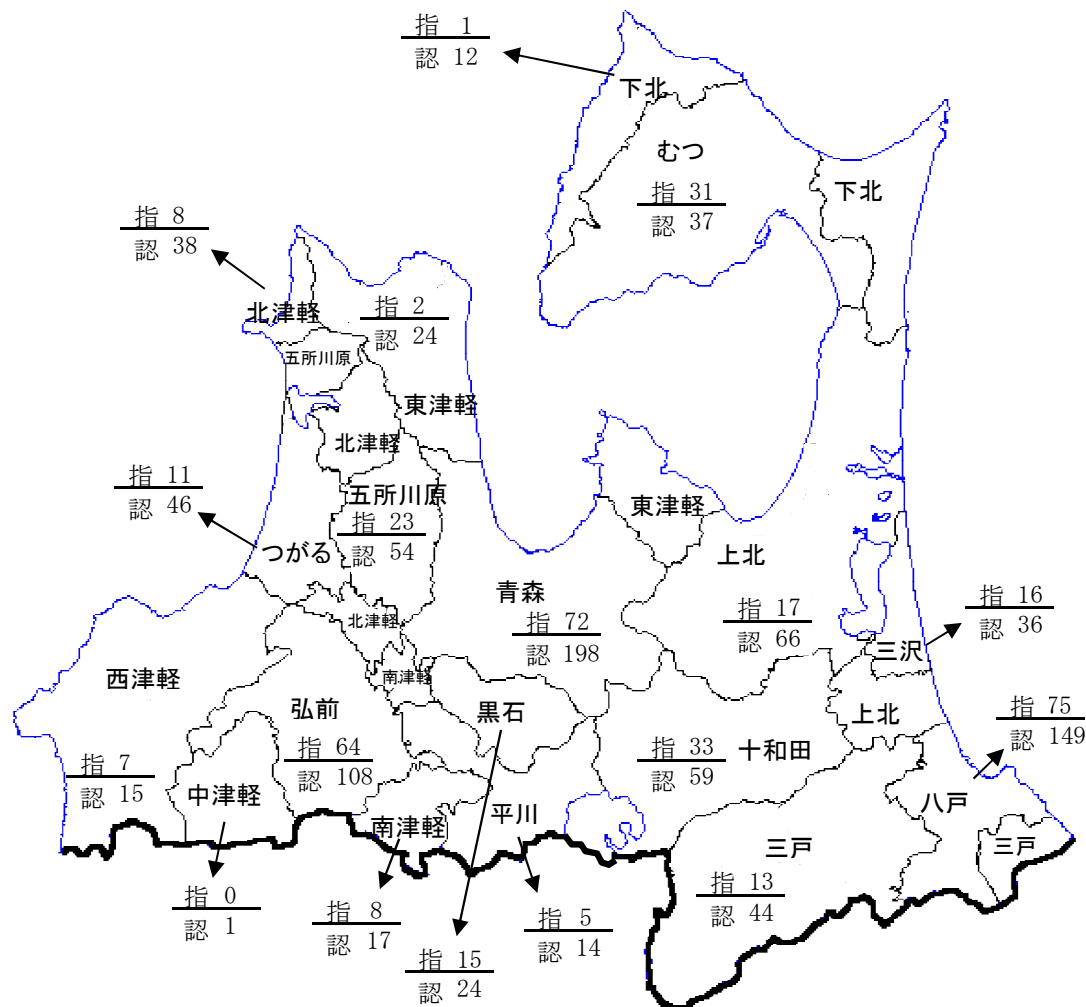 指 1
認 12
下北
むつ
指 31
認 37
下北
指 8
認 38
北津軽
指 2
認 24
五所川原
東津軽
北津軽
指 11
認 46
五所川原
指 23
認 54
つがる
東津軽
上北
青森
指 72
認 198
指 17
認 66
指 16
認 36
三沢
北津軽
南津軽
西津軽
弘前
黒石
上北
指 75
認 149
指 7
認 15
中津軽
指 64
認 108
指 33
認 59
十和田
八戸
南津軽
平川
三戸
三戸
指 0
認 1
指 8
認 17
指 15
認 24
指 5
認 14
指 13
認 44